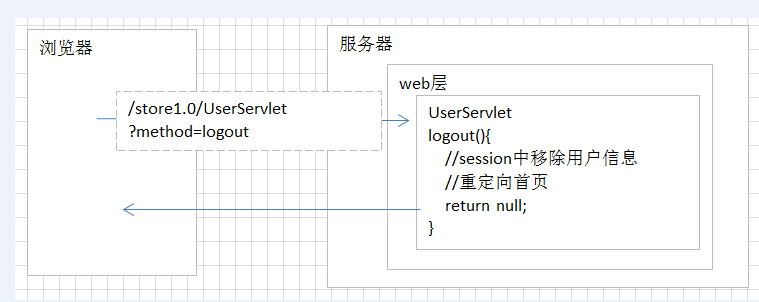 浏览器
服务器
web层
/store1.0/UserServlet
?method=logout
UserServlet
logout(){
//session中移除用户信息
//重定向首页
return null;
}